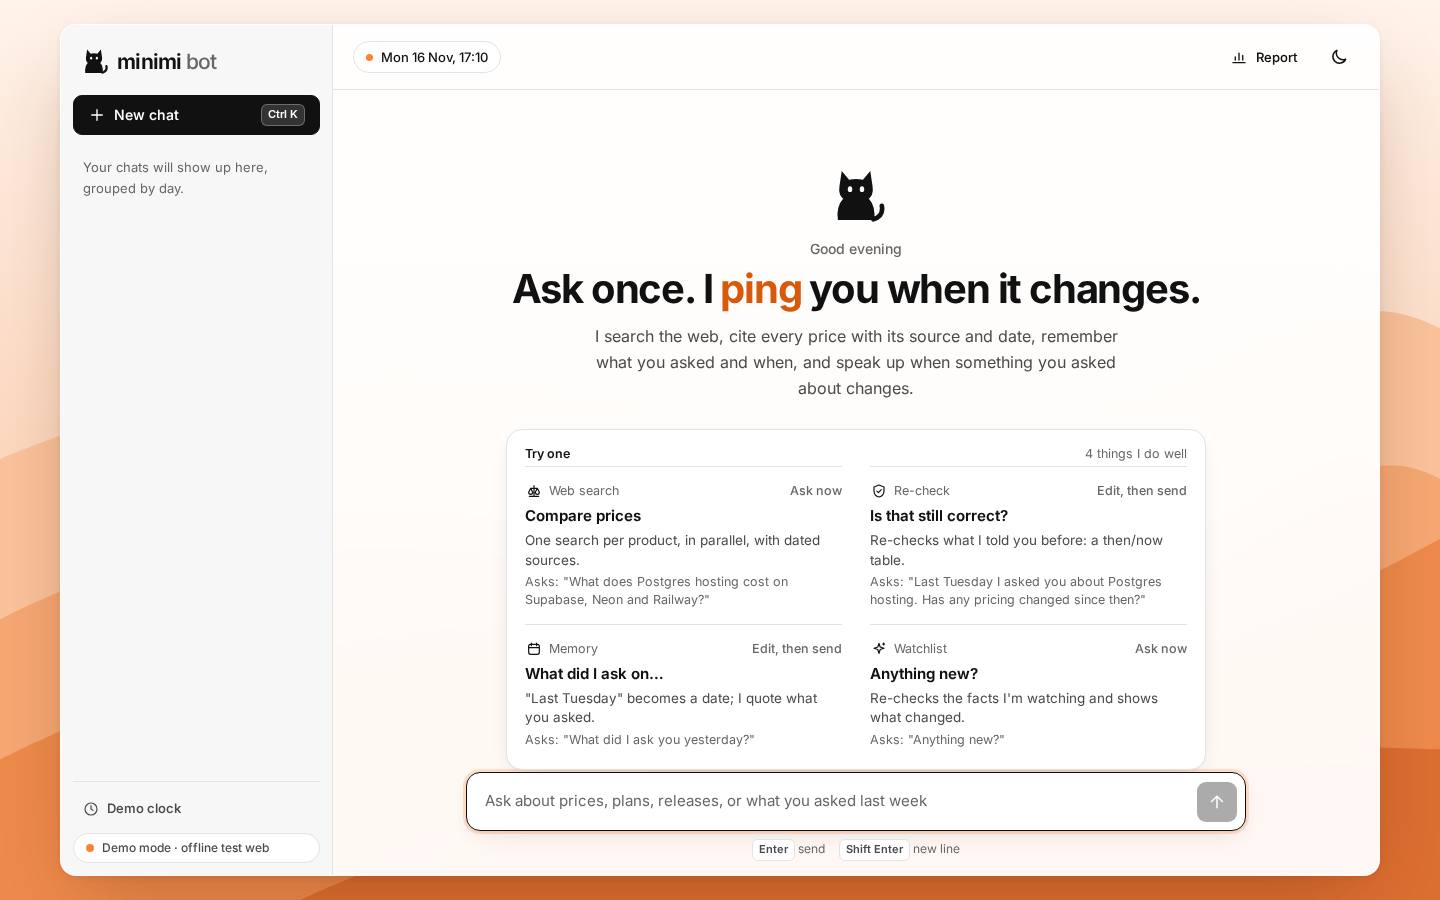 minimi bot
New chat
Ctrl K
Your chats will show up here,
grouped by day.
Demo clock
Demo mode · offline test web
Mon 16 Nov, 17:10
Report
Good evening
Ask once. I ping you when it changes.
I search the web, cite every price with its source and date, remember
what you asked and when, and speak up when something you asked
about changes.
Try one
4 things I do well
Web search
Ask now
Compare prices
One search per product, in parallel, with dated
sources.
Asks: "What does Postgres hosting cost on
Supabase, Neon and Railway?"
Re-check
Edit, then send
Is that still correct?
Re-checks what I told you before: a then/now
table.
Asks: "Last Tuesday I asked you about Postgres
hosting. Has any pricing changed since then?"
Memory
Edit, then send
What did I ask on...
"Last Tuesday" becomes a date; I quote what
you asked.
Asks: "What did I ask you yesterday?"
Watchlist
Ask now
Anything new?
Re-checks the facts I'm watching and shows
what changed.
Asks: "Anything new?"
Ask about prices, plans, releases, or what you asked last week
Enter send Shift Enter new line